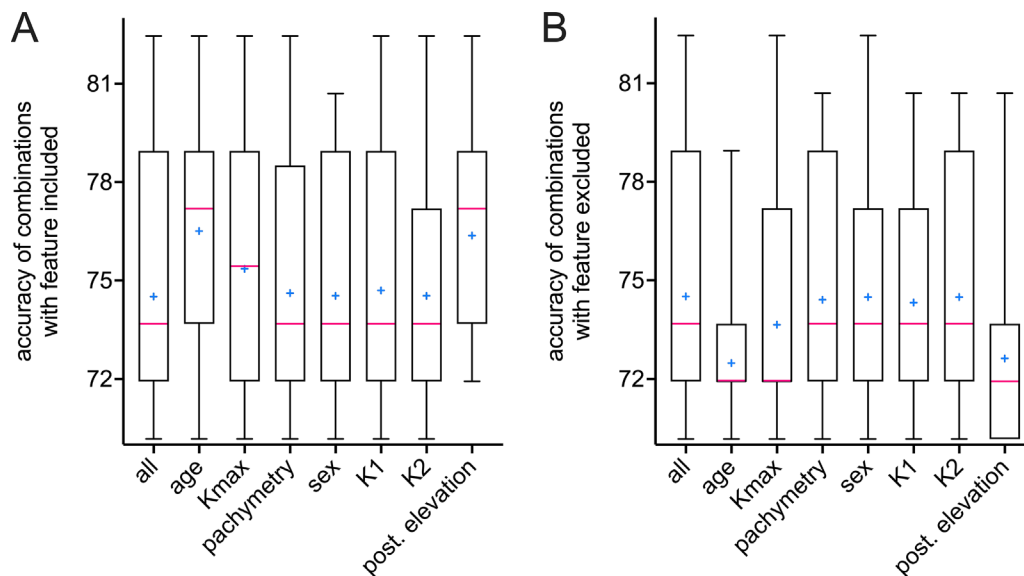 A
accuracy of combinations
with feature included
81
78
75
72
all
age
Kmax
pachymetry
sex
K1
K2
post. elevation
B
accuracy of combinations
with feature excluded
81
78
75
72
all
age
Kmax
pachymetry
sex
K1
K2
post. elevation